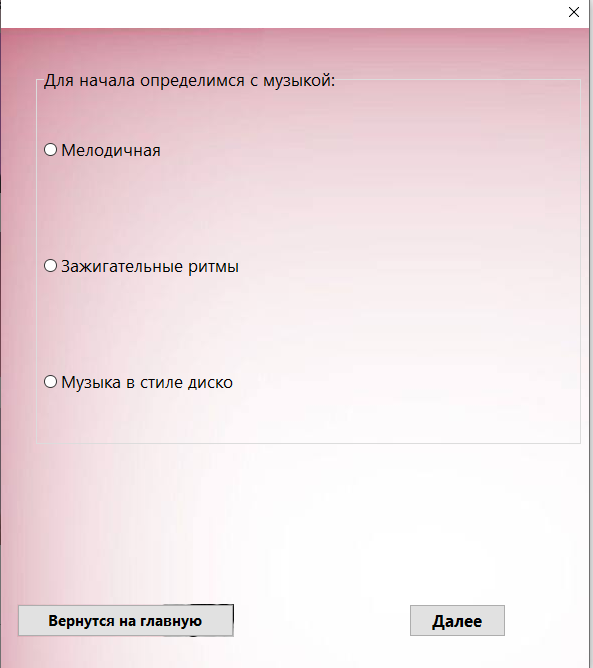 Для начала определимся с музыкой:
Мелодичная
Зажигательные ритмы
Музыка в стиле диско
Вернутся на главную
Далее